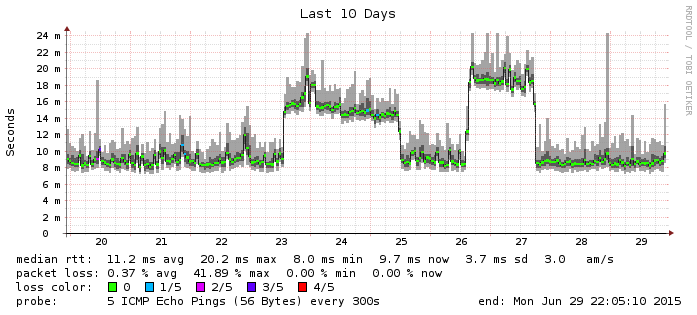 Last 10 Days
RRDTOOL / TOBI OETIKER
Seconds
24 m
22 m
20 m
18 m
16 m
14 m
12 m
10 m
8 m
6 m
4 m
2 m
0
20 21 22 23 24 25 26 27 28 29
median rtt: 11.2 ms avg 20.2 ms max 8.0 ms min 9.7 ms now 3.7 ms sd 3.0 am/s
packet loss: 0.37 % avg 41.89 % max 0.00 % min 0.00 % now
loss color: 0 1/5 2/5 3/5 4/5
probe: 5 ICMP Echo Pings (56 Bytes) every 300s end: Mon Jun 29 22:05:10 2015